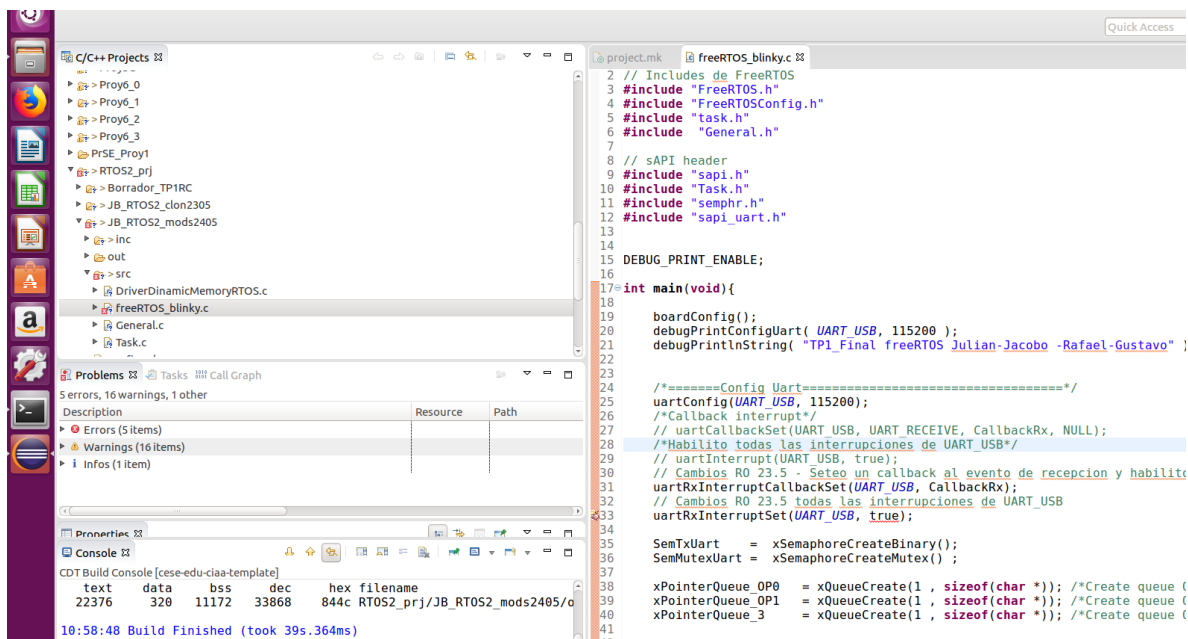 Quick Access
C/C++ Projects
> Proy6_0
> Proy6_1
> Proy6_2
> Proy6_3
PrSE_Proy1
> RTOS2_prj
> Borrador_TP1RC
> JB_RTOS2_clon2305
> JB_RTOS2_mods2405
> inc
out
> src
DriverDinamicMemoryRTOS.c
freeRTOS_blinky.c
General.c
Task.c
Problems Tasks Call Graph
5 errors, 16 warnings, 1 other
Description Resource Path
Errors (5 items)
Warnings (16 items)
Infos (1 item)
Properties
Console
CDT Build Console [cese-edu-ciaa-template]
text data bss dec hex filename
22376 320 11172 33868 844c RTOS2_prj/JB_RTOS2_mods2405/o
10:58:48 Build Finished (took 39s.364ms)
project.mk freeRTOS_blinky.c
2 // Includes de FreeRTOS
3 #include "FreeRTOS.h"
4 #include "FreeRTOSConfig.h"
5 #include "task.h"
6 #include "General.h"
7
8 // sAPI header
9 #include "sapi.h"
10 #include "Task.h"
11 #include "semphr.h"
12 #include "sapi_uart.h"
13
14
15 DEBUG_PRINT_ENABLE;
16
17 int main(void){
18
19 boardConfig();
20 debugPrintConfigUart( UART_USB, 115200 );
21 debugPrintlnString( "TP1_Final freeRTOS Julian-Jacobo -Rafael-Gustavo" )
22
23
24 /*=======Config Uart==================================*/
25 uartConfig(UART_USB, 115200);
26 /*Callback interrupt*/
27 // uartCallbackSet(UART_USB, UART_RECEIVE, CallbackRx, NULL);
28 /*Habilito todas las interrupciones de UART_USB*/
29 // uartInterrupt(UART_USB, true);
30 // Cambios RO 23.5 - Seteo un callback al evento de recepcion y habilito
31 uartRxInterruptCallbackSet(UART_USB, CallbackRx);
32 // Cambios RO 23.5 todas las interrupciones de UART_USB
33 uartRxInterruptSet(UART_USB, true);
34
35 SemTxUart = xSemaphoreCreateBinary();
36 SemMutexUart = xSemaphoreCreateMutex() ;
37
38 xPointerQueue_OP0 = xQueueCreate(1 , sizeof(char *)); /*Create queue
39 xPointerQueue_OP1 = xQueueCreate(1 , sizeof(char *)); /*Create queue
40 xPointerQueue_3 = xQueueCreate(1 , sizeof(char *)); /*Create queue
41